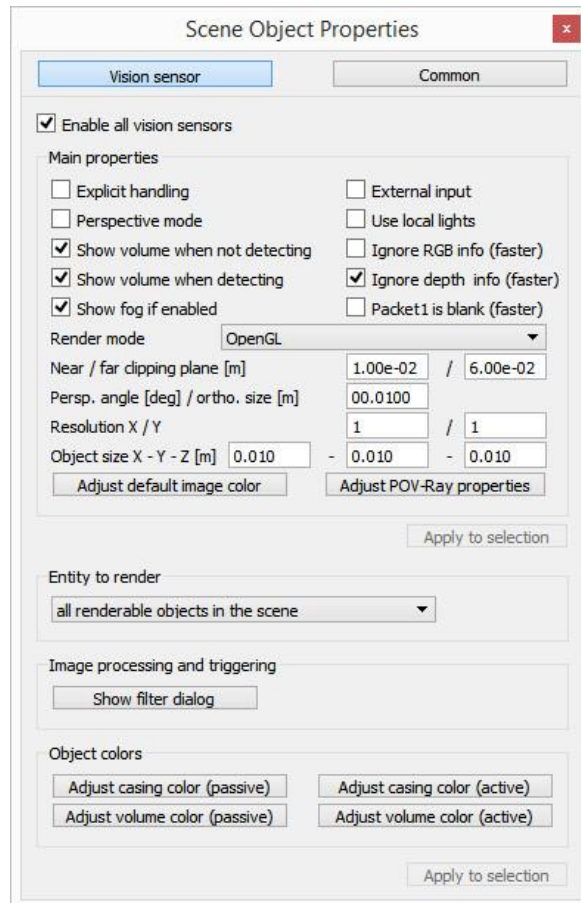 Scene Object Properties x
Vision sensor Common
Enable all vision sensors
Main properties
Explicit handling External input
Perspective mode Use local lights
Show volume when not detecting Ignore RGB info (faster)
Show volume when detecting Ignore depth info (faster)
Show fog if enabled Packet1 is blank (faster)
Render mode OpenGL
Near / far clipping plane [m] 1.00e-02 / 6.00e-02
Persp. angle [deg] / ortho. size [m] 00.0100
Resolution X / Y 1 / 1
Object size X - Y - Z [m] 0.010 - 0.010 - 0.010
Adjust default image color Adjust POV-Ray properties
Apply to selection
Entity to render
all renderable objects in the scene
Image processing and triggering
Show filter dialog
Object colors
Adjust casing color (passive) Adjust casing color (active)
Adjust volume color (passive) Adjust volume color (active)
Apply to selection